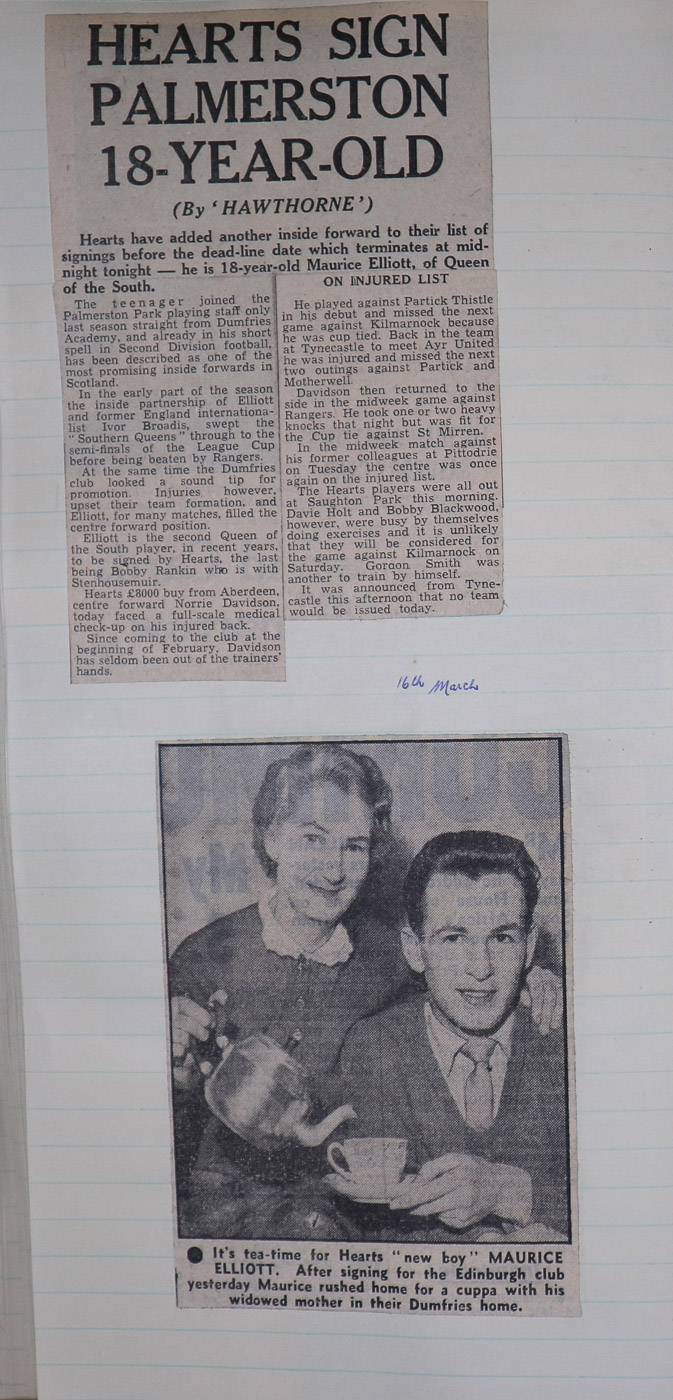 HEARTS SIGN
PALMERSTON
18-YEAR-OLD
(By ‘HAWTHORNE’)
Hearts have added another inside forward to their list of
signings before the dead-line date which terminates at mid-
night tonight — he is 18-year-old Maurice Elliott, of Queen
of the South.
The teenager joined the
Palmerston Park playing staff only
last season straight from Dumfries
Academy, and already in his short
spell in Second Division football,
has been described as one of the
most promising inside forwards in
Scotland.
In the early part of the season
the inside partnership of Elliott
and former England internationa-
list Ivor Broadis, swept the
“Southern Queens” through to the
semi-finals of the League Cup
before being beaten by Rangers.
At the same time the Dumfries
club looked a sound tip for
promotion. Injuries however,
upset their team formation, and
Elliott, for many matches, filled the
centre forward position.
Elliott is the second Queen of
the South player, in recent years,
to be signed by Hearts, the last
being Bobby Rankin who is with
Stenhousemuir.
Hearts £8000 buy from Aberdeen,
centre forward Norrie Davidson,
today faced a full-scale medical
check-up on his injured back.
Since coming to the club at the
beginning of February, Davidson
has seldom been out of the trainers’
hands.
ON INJURED LIST
He played against Partick Thistle
in his debut and missed the next
game against Kilmarnock because
he was cup tied. Back in the team
at Tynecastle to meet Ayr United
he was injured and missed the next
two outings against Partick and
Motherwell.
Davidson then returned to the
side in the midweek game against
Rangers. He took one or two heavy
knocks that night but was fit for
the Cup tie against St Mirren.
In the midweek match against
his former colleagues at Pittodrie
on Tuesday the centre was once
again on the injured list.
The Hearts players were all out
at Saughton Park this morning.
Davie Holt and Bobby Blackwood,
however, were busy by themselves
doing exercises and it is unlikely
that they will be considered for
the game against Kilmarnock on
Saturday. Gordon Smith was
another to train by himself.
It was announced from Tyne-
castle this afternoon that no team
would be issued today.
16th March
● It's tea-time for Hearts “new boy” MAURICE
ELLIOTT. After signing for the Edinburgh club
yesterday Maurice rushed home for a cuppa with his
widowed mother in their Dumfries home.